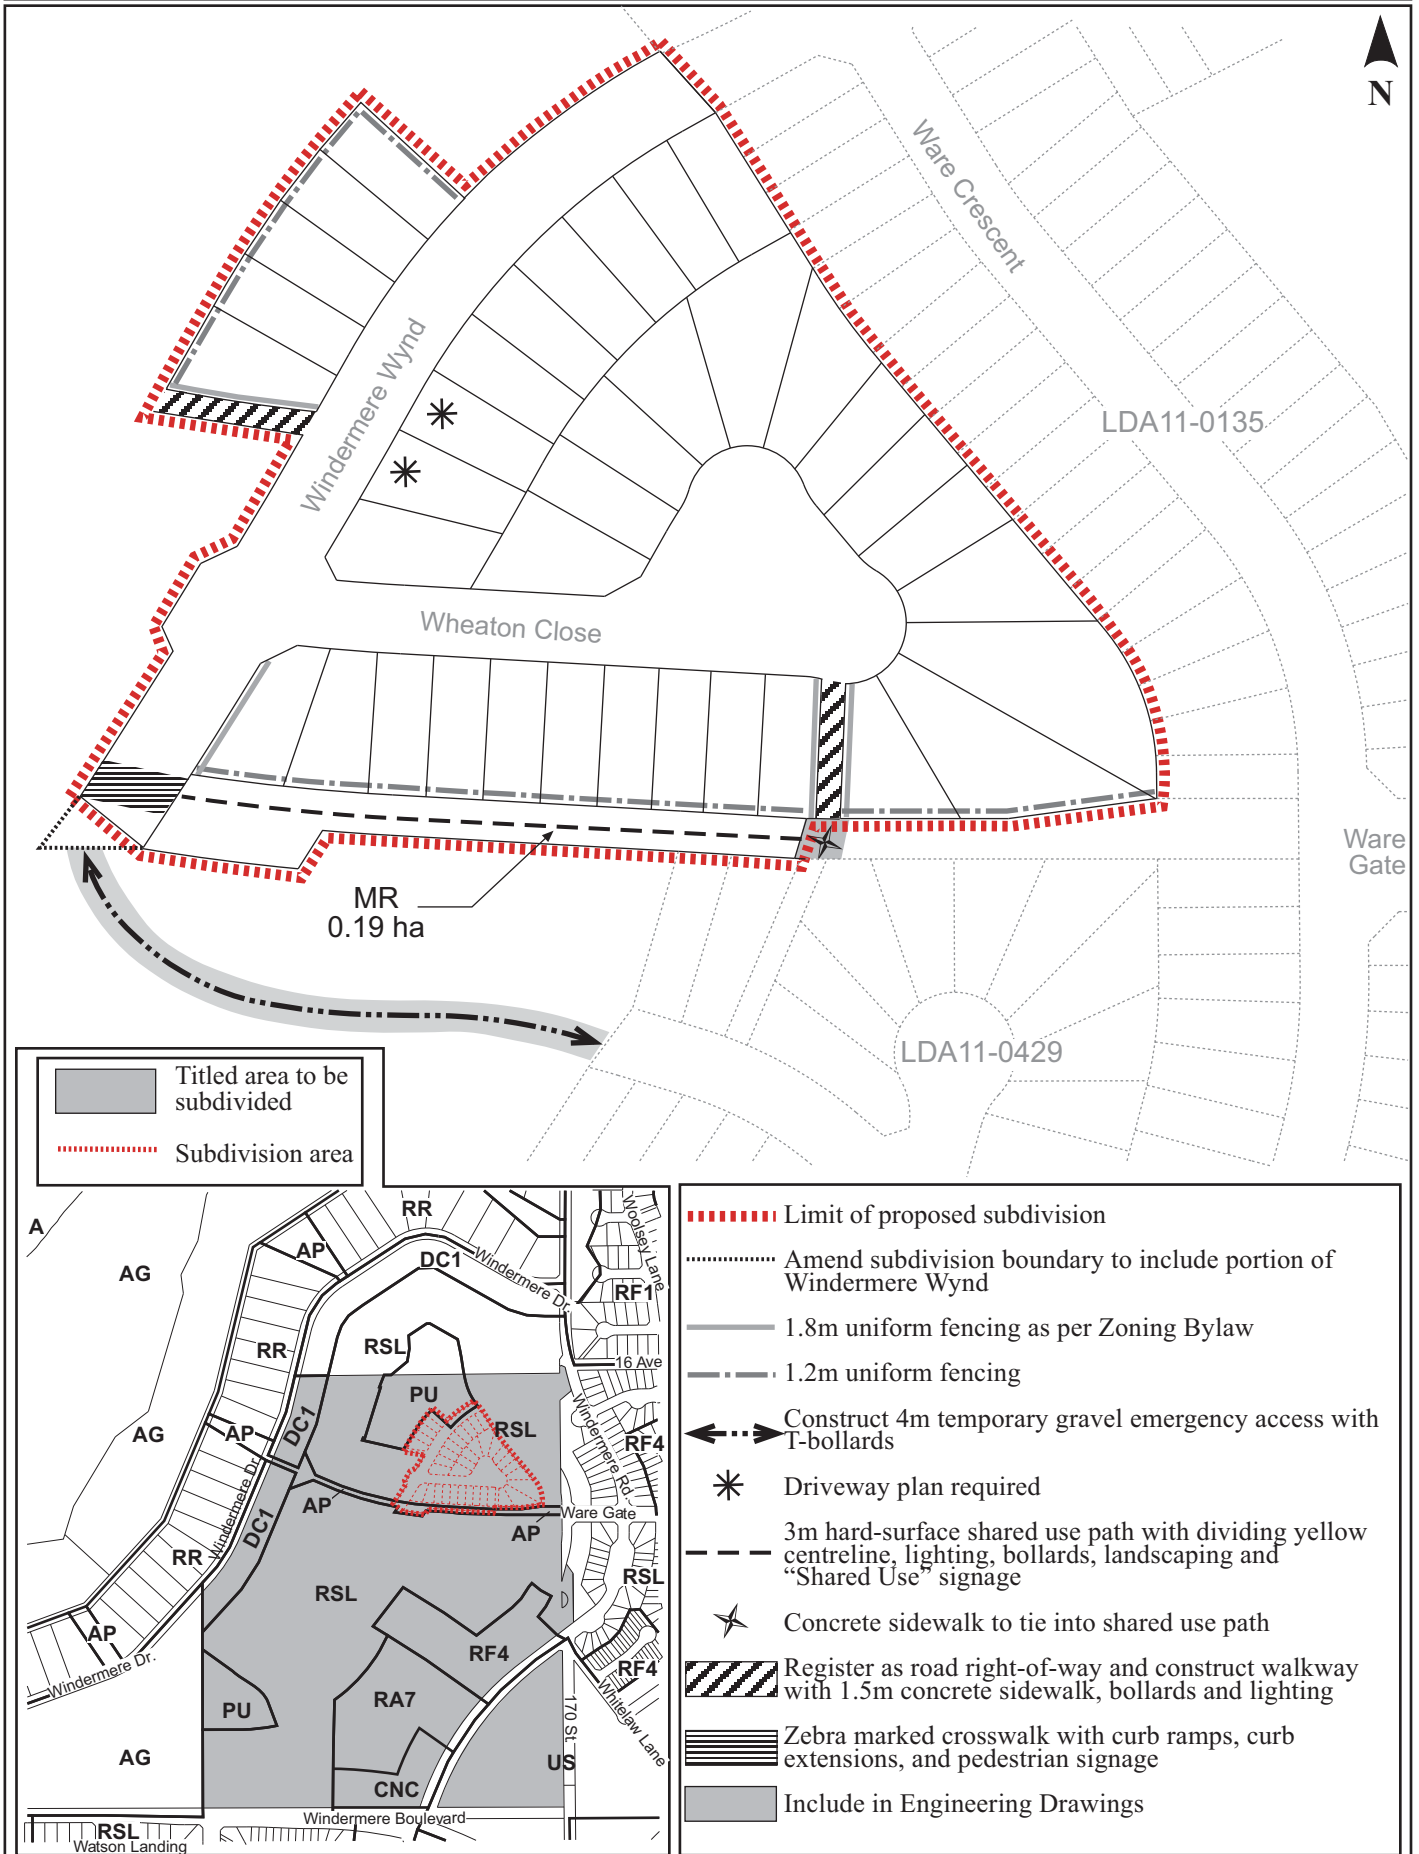 N
Ware Crescent
Windermere Wynd
LDA11-0135
Wheaton Close
Ware
Gate
MR
0.19 ha
LDA11-0429
Titled area to be
subdivided
Subdivision area
A
AG
AG
AG
RR
AP
DC1
Windermere Dr.
Woolsey Lane
RF1
RR
RSL
16 Ave
PU
DC1
AP
RSL
Windermere Rd.
RF4
Windermere Dr.
DC1
AP
Ware Gate
AP
RR
RSL
RSL
AP
RF4
RF4
Windermere Dr.
RA7
PU
170 St.
Whitelaw Lane
US
CNC
Windermere Boulevard
RSL
Watson Landing
Limit of proposed subdivision
Amend subdivision boundary to include portion of
Windermere Wynd
1.8m uniform fencing as per Zoning Bylaw
1.2m uniform fencing
Construct 4m temporary gravel emergency access with
T-bollards
Driveway plan required
3m hard-surface shared use path with dividing yellow
centreline, lighting, bollards, landscaping and
“Shared Use” signage
Concrete sidewalk to tie into shared use path
Register as road right-of-way and construct walkway
with 1.5m concrete sidewalk, bollards and lighting
Zebra marked crosswalk with curb ramps, curb
extensions, and pedestrian signage
Include in Engineering Drawings